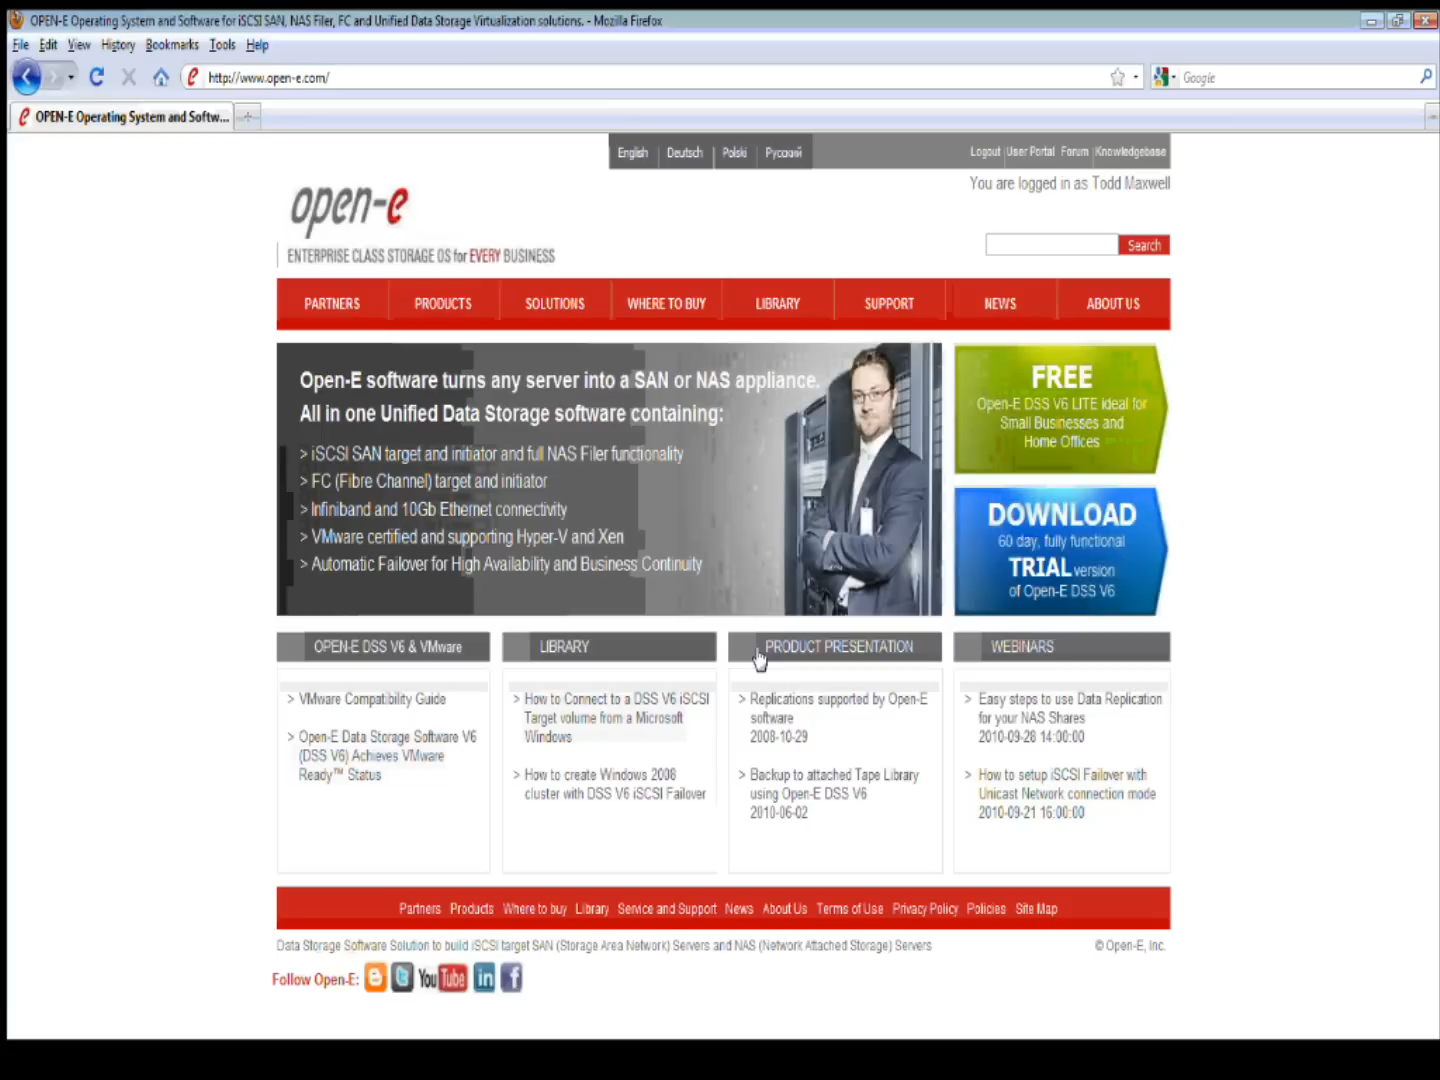 OPEN-E Operating System and Software for iSCSI SAN, NAS Filer, FC and Unified Data Storage Virtualization solutions. - Mozilla Firefox
File Edit View History Bookmarks Tools Help
http://www.open-e.com/
Google
OPEN-E Operating System and Softw...
English Deutsch Polski Русский
Logout User Portal Forum Knowledgebase
You are logged in as Todd Maxwell
open-e
ENTERPRISE CLASS STORAGE OS for EVERY BUSINESS
Search
PARTNERS PRODUCTS SOLUTIONS WHERE TO BUY LIBRARY SUPPORT NEWS ABOUT US
Open-E software turns any server into a SAN or NAS appliance.
All in one Unified Data Storage software containing:
> iSCSI SAN target and initiator and full NAS Filer functionality
> FC (Fibre Channel) target and initiator
> Infiniband and 10Gb Ethernet connectivity
> VMware certified and supporting Hyper-V and Xen
> Automatic Failover for High Availability and Business Continuity
FREE
Open-E DSS V6 LITE ideal for
Small Businesses and
Home Offices
DOWNLOAD
60 day, fully functional
TRIAL version
of Open-E DSS V6
OPEN-E DSS V6 & VMware
> VMware Compatibility Guide
> Open-E Data Storage Software V6
(DSS V6) Achieves VMware
Ready™ Status
LIBRARY
> How to Connect to a DSS V6 iSCSI
Target volume from a Microsoft
Windows
> How to create Windows 2008
cluster with DSS V6 iSCSI Failover
PRODUCT PRESENTATION
> Replications supported by Open-E
software
2008-10-29
> Backup to attached Tape Library
using Open-E DSS V6
2010-06-02
WEBINARS
> Easy steps to use Data Replication
for your NAS Shares
2010-09-28 14:00:00
> How to setup iSCSI Failover with
Unicast Network connection mode
2010-09-21 16:00:00
Partners Products Where to buy Library Service and Support News About Us Terms of Use Privacy Policy Policies Site Map
Data Storage Software Solution to build iSCSI target SAN (Storage Area Network) Servers and NAS (Network Attached Storage) Servers
© Open-E, Inc.
Follow Open-E: You Tube in f